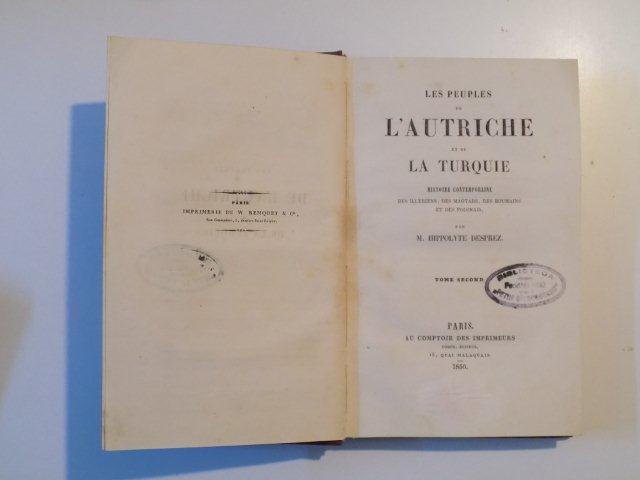 PARIS
IMPRIMERIE DE W. REMQUET & Cie,
LES PEUPLES
DE
L'AUTRICHE
ET DE
LA TURQUIE
HISTOIRE CONTEMPORAINE
DES ILLYRIENS, DES MAGYARS, DES ROUMAINS
ET DES POLONAIS,
PAR
M. HIPPOLYTE DESPREZ.
TOME SECOND
BIBLIOTECA
PARIS.
AU COMPTOIR DES IMPRIMEURS
15, QUAI MALAQUAIS
1850.